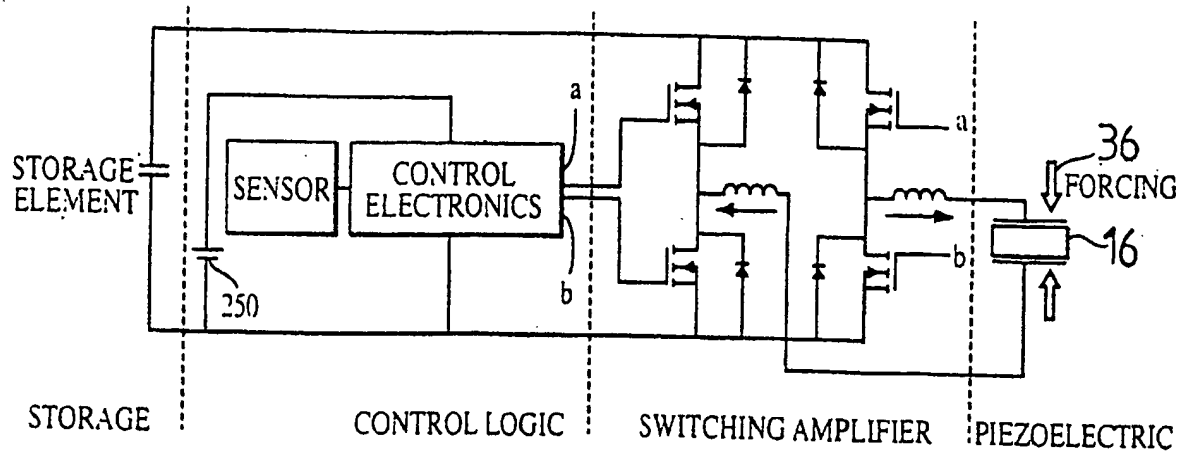 STORAGE
ELEMENT
250
SENSOR
CONTROL
ELECTRONICS
a
b
a
b
36
FORCING
16
STORAGE
CONTROL LOGIC
SWITCHING AMPLIFIER
PIEZOELECTRIC